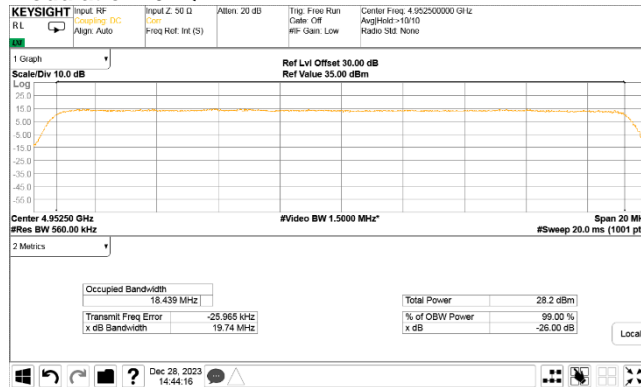 KEYSIGHT Input: RF Input Z: 50 Ω Atten: 20 dB Trig: Free Run Center Freq: 4.952500000 GHz
RL Coupling: DC Corr Gate: Off Avg|Hold:>10/10
Align: Auto Freq Ref: Int (S) #IF Gain: Low Radio Std: None
LXI
1 Graph
Ref Lvl Offset 30.00 dB
Scale/Div 10.0 dB Ref Value 35.00 dBm
Log
25.0
15.0
5.00
-5.00
-15.0
-25.0
-35.0
-45.0
-55.0
Center 4.95250 GHz #Video BW 1.5000 MHz* Span 20 MH
#Res BW 560.00 kHz #Sweep 20.0 ms (1001 pt
2 Metrics
Occupied Bandwidth
18.439 MHz Total Power 28.2 dBm
Transmit Freq Error -25.965 kHz % of OBW Power 99.00 %
x dB Bandwidth 19.74 MHz x dB -26.00 dB
Local
? Dec 28, 2023
14:44:16